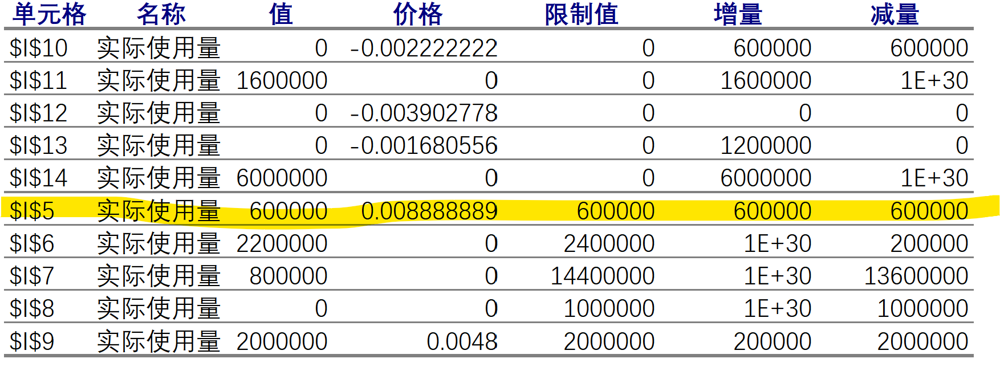 单元格 名称 值 价格 限制值 增量 减量
$I$10 实际使用量 0 -0.002222222 0 600000 600000
$I$11 实际使用量 1600000 0 0 1600000 1E+30
$I$12 实际使用量 0 -0.003902778 0 0 0
$I$13 实际使用量 0 -0.001680556 0 1200000 0
$I$14 实际使用量 6000000 0 0 6000000 1E+30
$I$5 实际使用量 600000 0.008888889 600000 600000 600000
$I$6 实际使用量 2200000 0 2400000 1E+30 200000
$I$7 实际使用量 800000 0 14400000 1E+30 13600000
$I$8 实际使用量 0 0 1000000 1E+30 1000000
$I$9 实际使用量 2000000 0.0048 2000000 200000 2000000